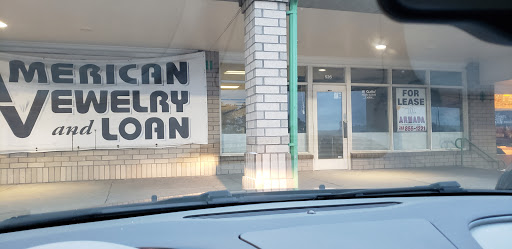 AMERICAN
JEWELRY
and LOAN
FOR
LEASE
ARMADA